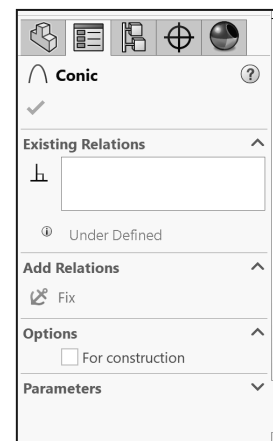 Conic
?
Existing Relations
Under Defined
Add Relations
Fix
Options
For construction
Parameters